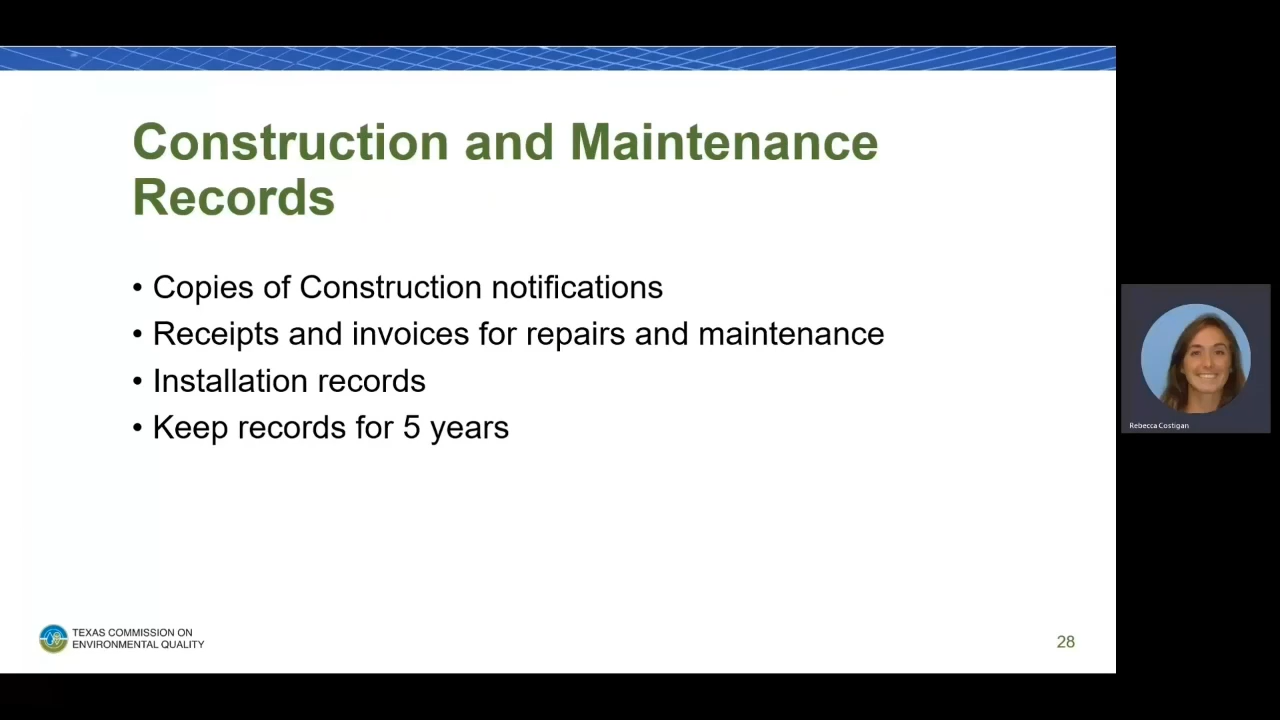 Construction and Maintenance
Records
• Copies of Construction notifications
• Receipts and invoices for repairs and maintenance
• Installation records
• Keep records for 5 years
Rebecca Costigan
TEXAS COMMISSION ON
ENVIRONMENTAL QUALITY
28